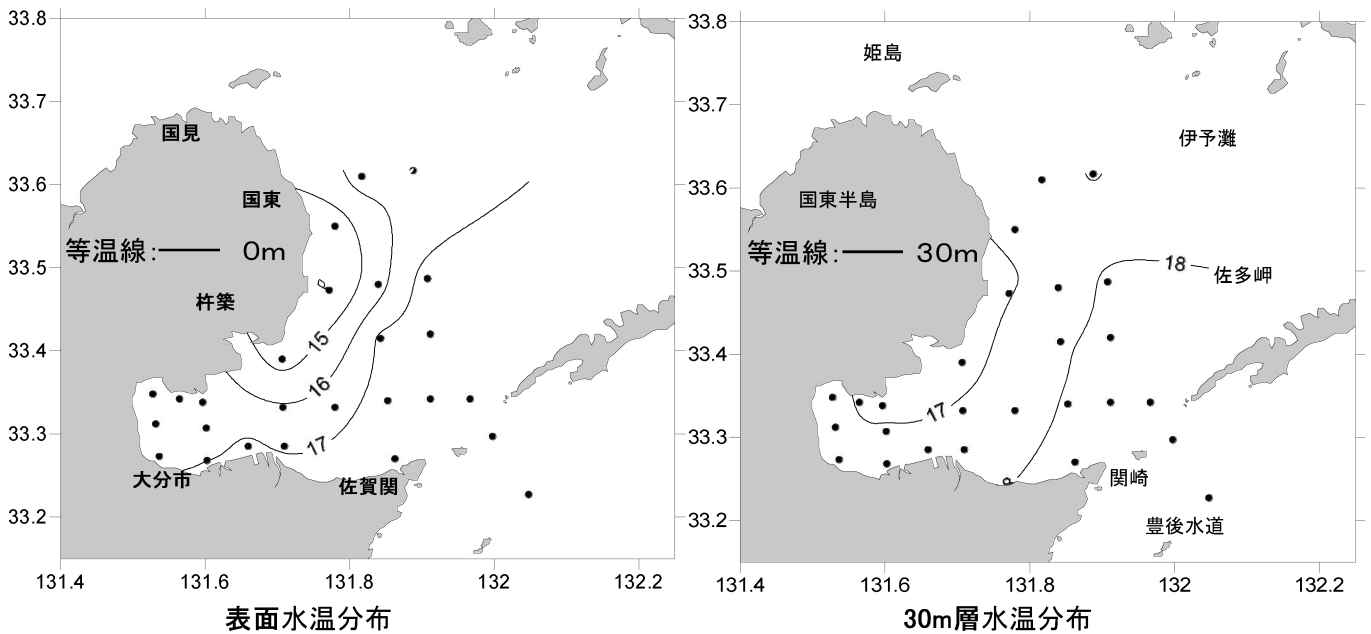 33.8
33.7
33.6
33.5
33.4
33.3
33.2
131.4 131.6 131.8 132 132.2
国見
国東
等温線: 0m
杵築
15
16
17
大分市
佐賀関
表面水温分布
33.8
33.7
33.6
33.5
33.4
33.3
33.2
131.4 131.6 131.8 132 132.2
姫島
伊予灘
国東半島
等温線: 30m
18
佐多岬
17
関崎
豊後水道
30m層水温分布